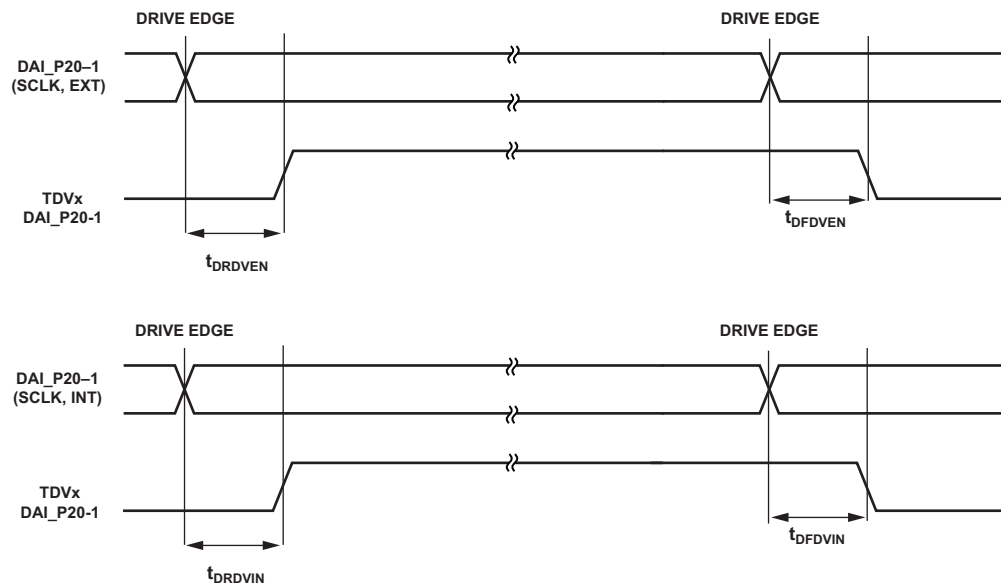 DRIVE EDGE DRIVE EDGE
DAI_P20–1
(SCLK, EXT)
TDVx
DAI_P20-1
tDFDVEN
tDRDVEN
DRIVE EDGE DRIVE EDGE
DAI_P20–1
(SCLK, INT)
TDVx
DAI_P20-1
tDFDVIN
tDRDVIN